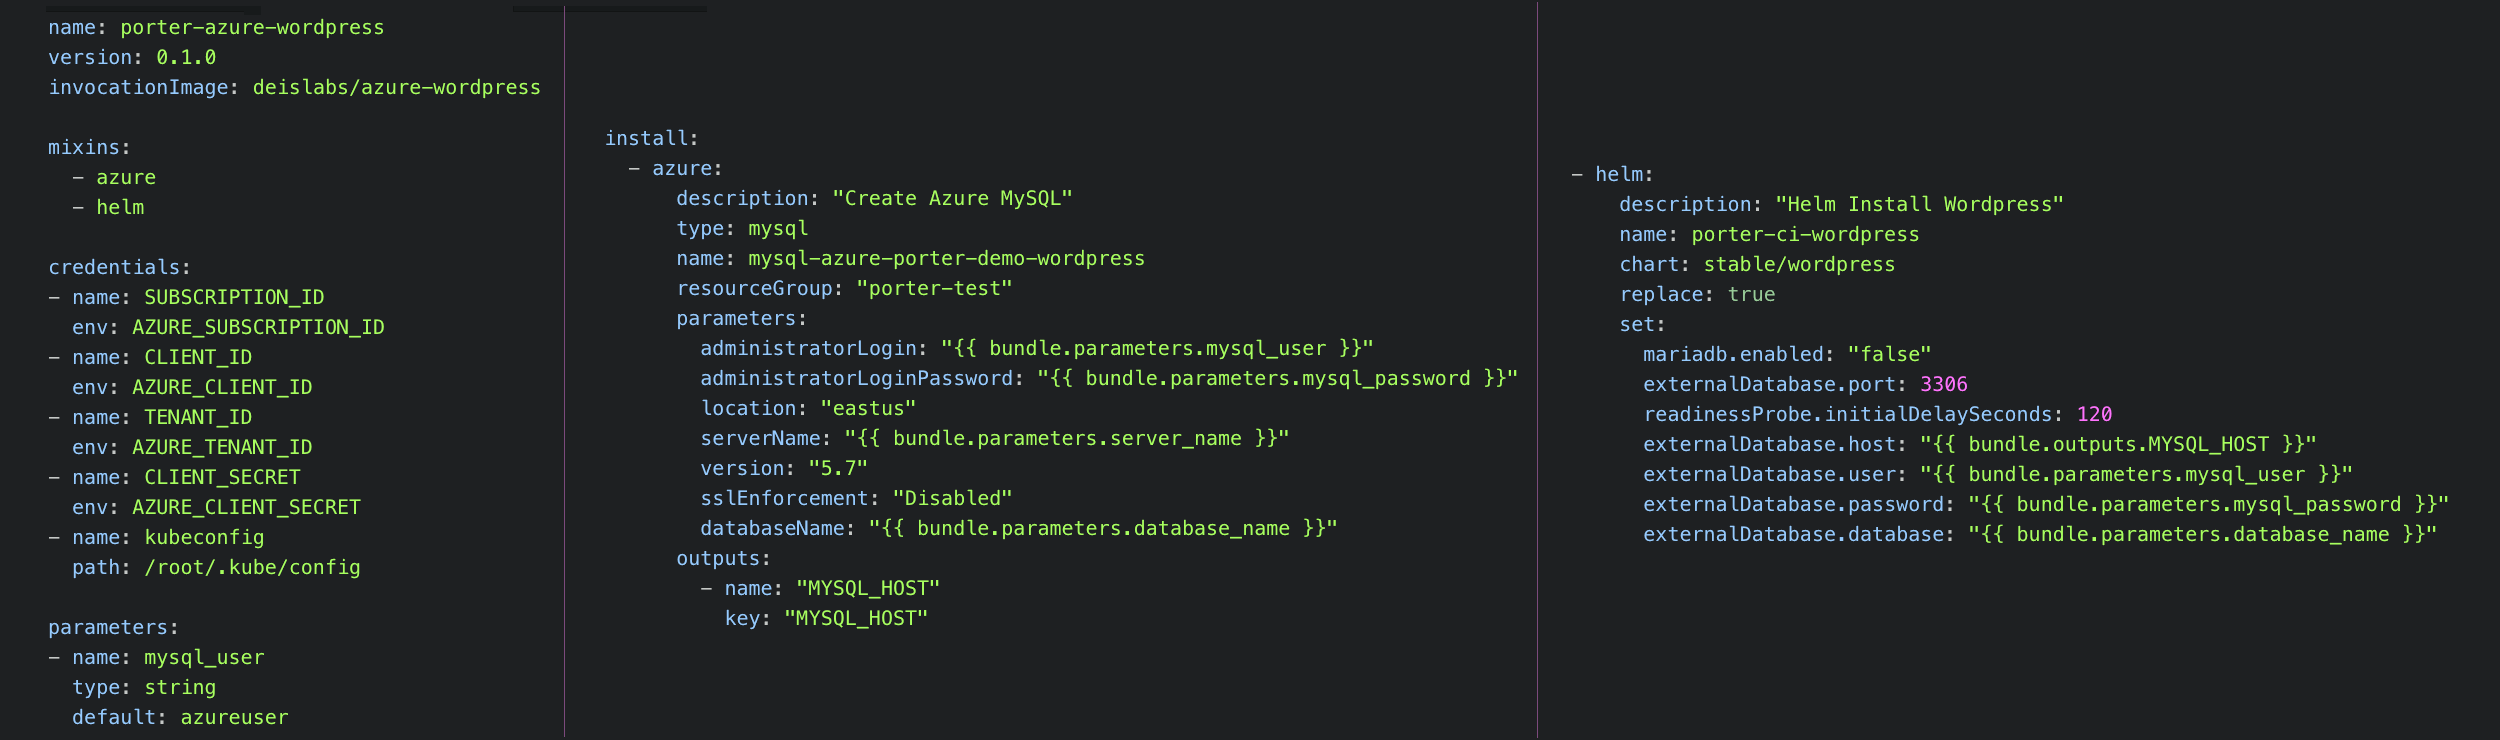 name: porter-azure-wordpress
version: 0.1.0
invocationImage: deislabs/azure-wordpress

mixins:
  - azure
  - helm

credentials:
- name: SUBSCRIPTION_ID
  env: AZURE_SUBSCRIPTION_ID
- name: CLIENT_ID
  env: AZURE_CLIENT_ID
- name: TENANT_ID
  env: AZURE_TENANT_ID
- name: CLIENT_SECRET
  env: AZURE_CLIENT_SECRET
- name: kubeconfig
  path: /root/.kube/config

parameters:
- name: mysql_user
  type: string
  default: azureuser

install:
  - azure:
      description: "Create Azure MySQL"
      type: mysql
      name: mysql-azure-porter-demo-wordpress
      resourceGroup: "porter-test"
      parameters:
        administratorLogin: "{{ bundle.parameters.mysql_user }}"
        administratorLoginPassword: "{{ bundle.parameters.mysql_password }}"
        location: "eastus"
        serverName: "{{ bundle.parameters.server_name }}"
        version: "5.7"
        sslEnforcement: "Disabled"
        databaseName: "{{ bundle.parameters.database_name }}"
      outputs:
        - name: "MYSQL_HOST"
          key: "MYSQL_HOST"

- helm:
    description: "Helm Install Wordpress"
    name: porter-ci-wordpress
    chart: stable/wordpress
    replace: true
    set:
      mariadb.enabled: "false"
      externalDatabase.port: 3306
      readinessProbe.initialDelaySeconds: 120
      externalDatabase.host: "{{ bundle.outputs.MYSQL_HOST }}"
      externalDatabase.user: "{{ bundle.parameters.mysql_user }}"
      externalDatabase.password: "{{ bundle.parameters.mysql_password }}"
      externalDatabase.database: "{{ bundle.parameters.database_name }}"